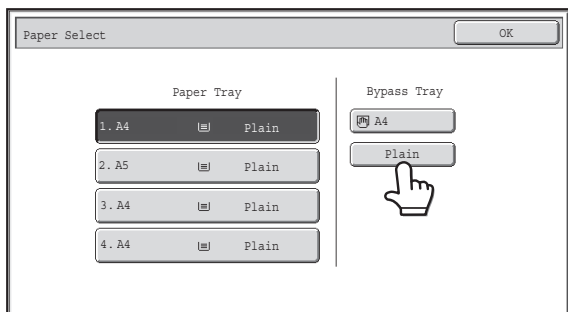 Paper Select OK
Paper Tray
1. A4 Plain
2. A5 Plain
3. A4 Plain
4. A4 Plain
Bypass Tray
A4
Plain